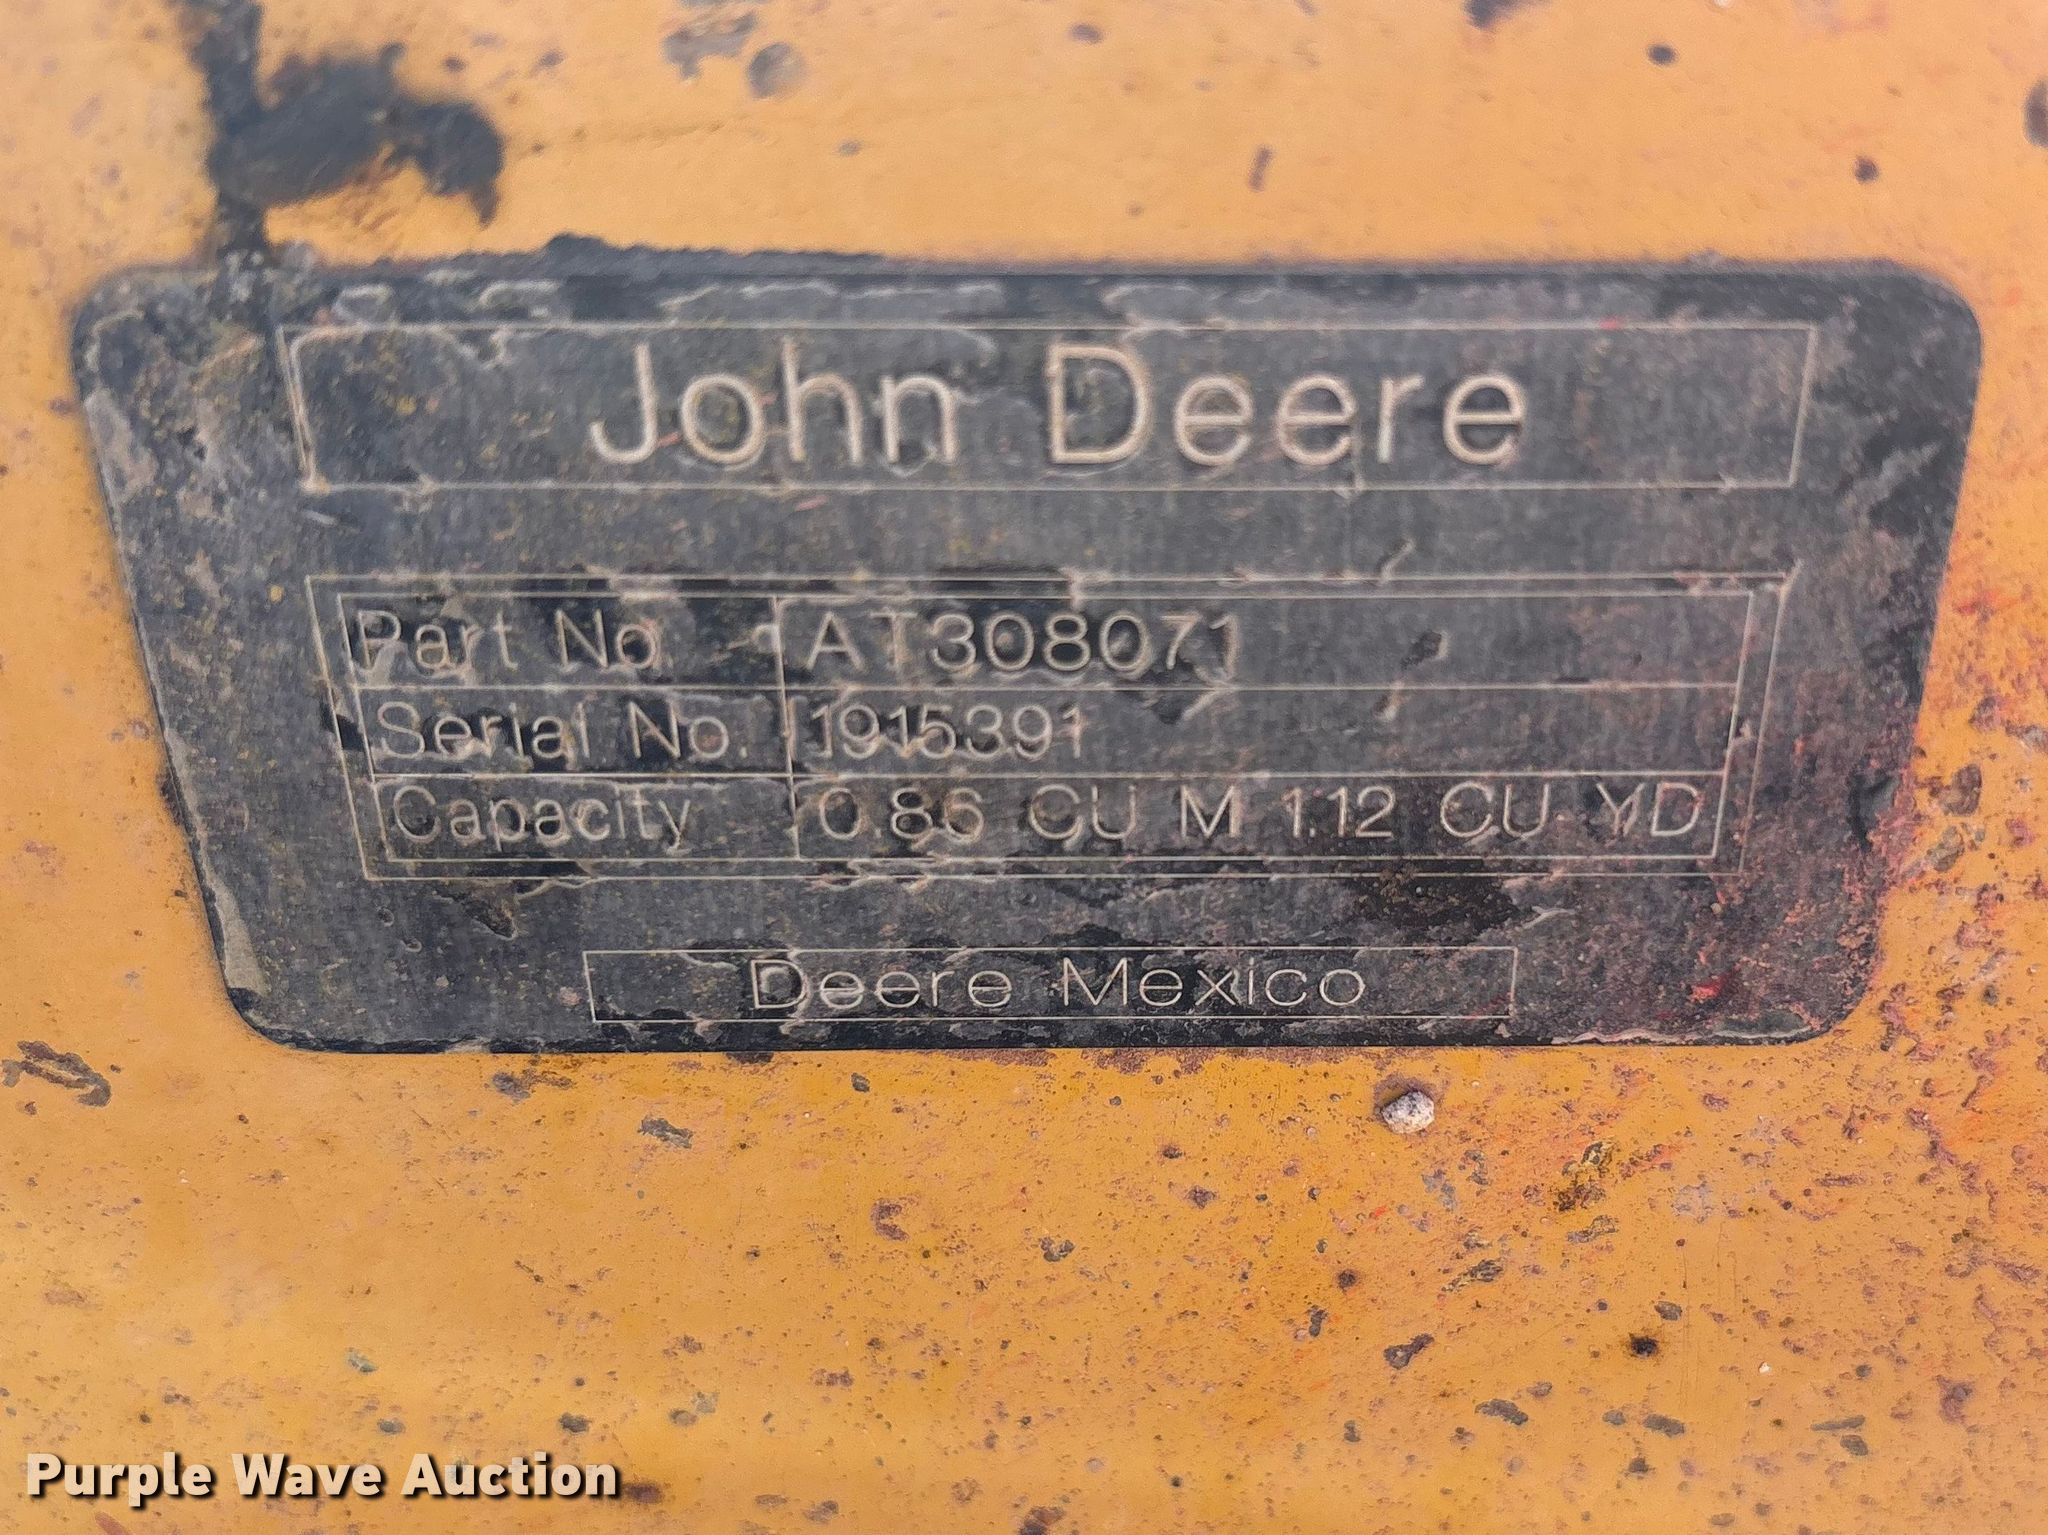 John Deere
Part No. AT308071
Serial No. 1915391
Capacity 0.86 CU M 1.12 CU YD
Deere Mexico
Purple Wave Auction